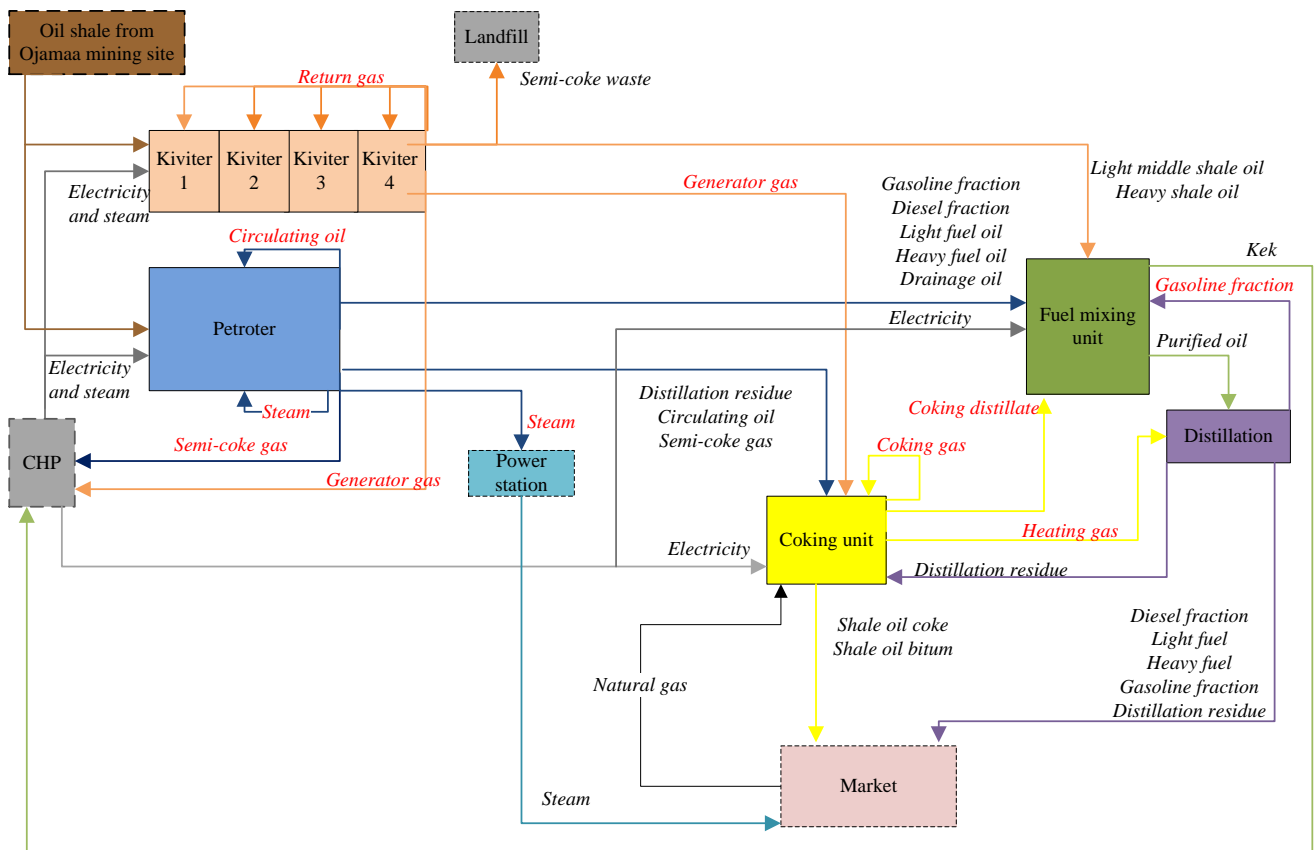 Oil shale from
Ojamaa mining site
Landfill
Semi-coke waste
Return gas
Kiviter
1
Kiviter
2
Kiviter
3
Kiviter
4
Electricity
and steam
Generator gas
Light middle shale oil
Heavy shale oil
Gasoline fraction
Diesel fraction
Light fuel oil
Heavy fuel oil
Drainage oil
Circulating oil
Petroter
Kek
Gasoline fraction
Fuel mixing
unit
Electricity
Purified oil
Electricity
and steam
Steam
Distillation residue
Circulating oil
Semi-coke gas
Coking distillate
Steam
Distillation
Semi-coke gas
Coking gas
CHP
Power
station
Generator gas
Heating gas
Coking unit
Electricity
Distillation residue
Shale oil coke
Shale oil bitum
Diesel fraction
Light fuel
Heavy fuel
Gasoline fraction
Distillation residue
Natural gas
Market
Steam